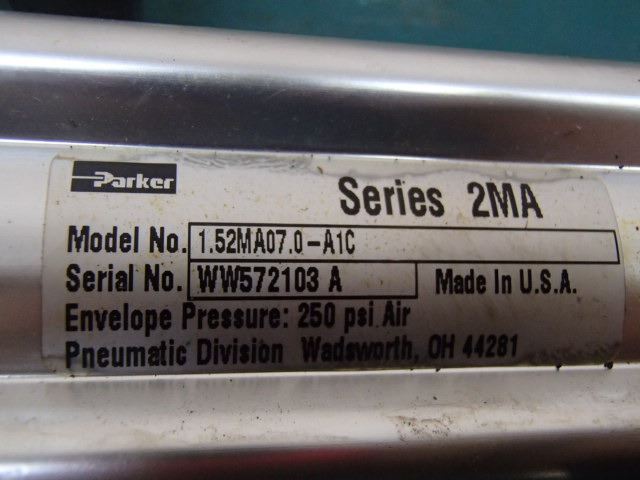 Parker
Series 2MA
Model No. 1.52MA07.0-A1C
Serial No. WW572103 A Made In U.S.A.
Envelope Pressure: 250 psi Air
Pneumatic Division Wadsworth, OH 44281